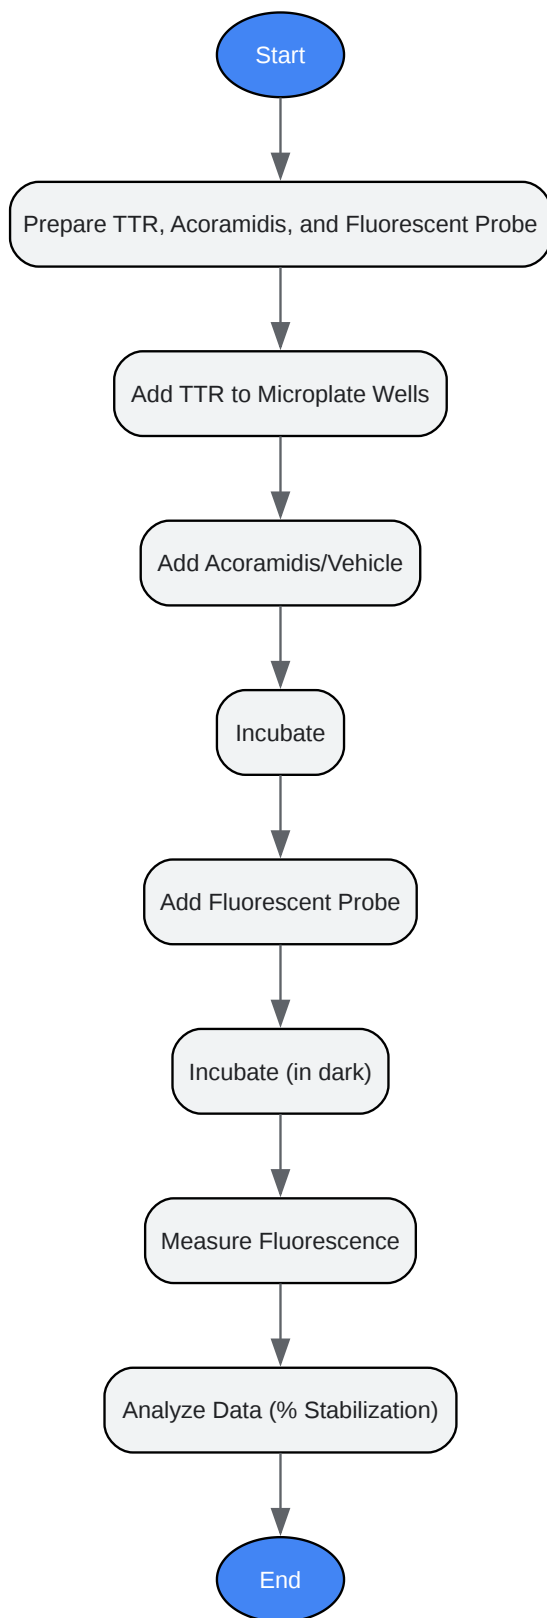 Start
Prepare TTR, Acoramidis, and Fluorescent Probe
Add TTR to Microplate Wells
Add Acoramidis/Vehicle
Incubate
Add Fluorescent Probe
Incubate (in dark)
Measure Fluorescence
Analyze Data (% Stabilization)
End